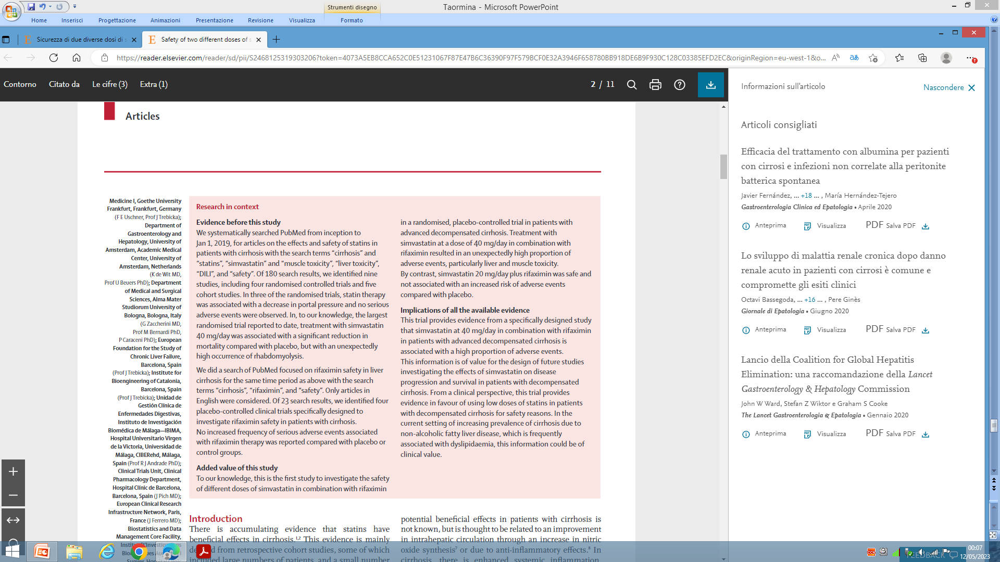 Strumenti disegno
Taormina - Microsoft PowerPoint
Home Inserisci Progettazione Animazioni Presentazione Revisione Visualizza Formato
Sicurezza di due diverse dosi di s
Safety of two different doses of s
https://reader.elsevier.com/reader/sd/pii/S2468125319303206?token=4073A5EB8CCA652C0E51231067F87E47B6C36390F97F579BCF0E32A3946F658780BB918DE6B9F930C128C03385EFD2EC&originRegion=eu-west-1&o...
Contorno Citato da Le cifre (3) Extra (1)
2 / 11
Articles
Medicine I, Goethe University
Frankfurt, Frankfurt, Germany
(F E Uschner, Prof J Trebicka);
Department of
Gastroenterology and
Hepatology, University of
Amsterdam, Academic Medical
Center, University of
Amsterdam, Netherlands
(K de Wit MD,
Prof U Beuers PhD); Department
of Medical and Surgical
Sciences, Alma Mater
Studiorum University of
Bologna, Bologna, Italy
(G Zaccherini MD,
Prof M Bernardi PhD,
P Caraceni PhD); European
Foundation for the Study of
Chronic Liver Failure,
Barcelona, Spain
(Prof J Trebicka); Institute for
Bioengineering of Catalonia,
Barcelona, Spain
(Prof J Trebicka); Unidad de
Gestión Clínica de
Enfermedades Digestivas,
Instituto de Investigación
Biomédica de Málaga—IBIMA,
Hospital Universitario Virgen
de la Victoria, Universidad de
Málaga, CIBERehd, Málaga,
Spain (Prof R J Andrade PhD);
Clinical Trials Unit, Clinical
Pharmacology Department,
Hospital Clínic de Barcelona,
Barcelona, Spain (J Pich MD);
European Clinical Research
Infrastructure Network, Paris,
France (J Ferrero MD);
Biostatistics and Data
Management Core Facility,
Research in context
Evidence before this study
We systematically searched PubMed from inception to
Jan 1, 2019, for articles on the effects and safety of statins in
patients with cirrhosis with the search terms “cirrhosis” and
“statins”, “simvastatin” and “muscle toxicity”, “liver toxicity”,
“DILI”, and “safety”. Of 180 search results, we identified nine
studies, including four randomised controlled trials and five
cohort studies. In three of the randomised trials, statin therapy
was associated with a decrease in portal pressure and no serious
adverse events were observed. In, to our knowledge, the largest
randomised trial reported to date, treatment with simvastatin
40 mg/day was associated with a significant reduction in
mortality compared with placebo, but with an unexpectedly
high occurrence of rhabdomyolysis.
We did a search of PubMed focused on rifaximin safety in liver
cirrhosis for the same time period as above with the search
terms “cirrhosis”, “rifaximin”, and “safety”. Only articles in
English were considered. Of 23 search results, we identified four
placebo-controlled clinical trials specifically designed to
investigate rifaximin safety in patients with cirrhosis.
No increased frequency of serious adverse events associated
with rifaximin therapy was reported compared with placebo or
control groups.
Added value of this study
To our knowledge, this is the first study to investigate the safety
of different doses of simvastatin in combination with rifaximin
in a randomised, placebo-controlled trial in patients with
advanced decompensated cirrhosis. Treatment with
simvastatin at a dose of 40 mg/day in combination with
rifaximin resulted in an unexpectedly high proportion of
adverse events, particularly liver and muscle toxicity.
By contrast, simvastatin 20 mg/day plus rifaximin was safe and
not associated with an increased risk of adverse events
compared with placebo.
Implications of all the available evidence
This trial provides evidence from a specifically designed study
that simvastatin at 40 mg/day in combination with rifaximin
in patients with advanced decompensated cirrhosis is
associated with a high proportion of adverse events.
This information is of value for the design of future studies
investigating the effects of simvastatin on disease
progression and survival in patients with decompensated
cirrhosis. From a clinical perspective, this trial provides
evidence in favour of using low doses of statins in patients
with decompensated cirrhosis for safety reasons. In the
current setting of increasing prevalence of cirrhosis due to
non-alcoholic fatty liver disease, which is frequently
associated with dyslipidaemia, this information could be of
clinical value.
Introduction
There is accumulating evidence that statins have
beneficial effects in cirrhosis.1,2 This evidence is mainly
from retrospective cohort studies, some of which
included large numbers of patients, and a small number
potential beneficial effects in patients with cirrhosis is
not known, but is thought to be related to an improvement
in intrahepatic circulation through an increase in nitric
oxide synthesis7 or due to anti-inflammatory effects.8 In
cirrhosis, there is enhanced systemic inflammation,
Informazioni sull'articolo
Nascondere
Articoli consigliati
Efficacia del trattamento con albumina per pazienti
con cirrosi e infezioni non correlate alla peritonite
batterica spontanea
Javier Fernández, ... +18 ... , María Hernández-Tejero
Gastroenterologia Clinica ed Epatologia • Aprile 2020
Anteprima Visualizza PDF Salva PDF
Lo sviluppo di malattia renale cronica dopo danno
renale acuto in pazienti con cirrosi è comune e
compromette gli esiti clinici
Octavi Bassegoda, ... +16 ... , Pere Ginès
Giornale di Epatologia • Giugno 2020
Anteprima Visualizza PDF Salva PDF
Lancio della Coalition for Global Hepatitis
Elimination: una raccomandazione della Lancet
Gastroenterology & Hepatology Commission
John W Ward, Stefan Z Wiktor e Graham S Cooke
The Lancet Gastroenterologia & Epatologia • Gennaio 2020
Anteprima Visualizza PDF Salva PDF
FEEDBACK
00:07
12/05/2023